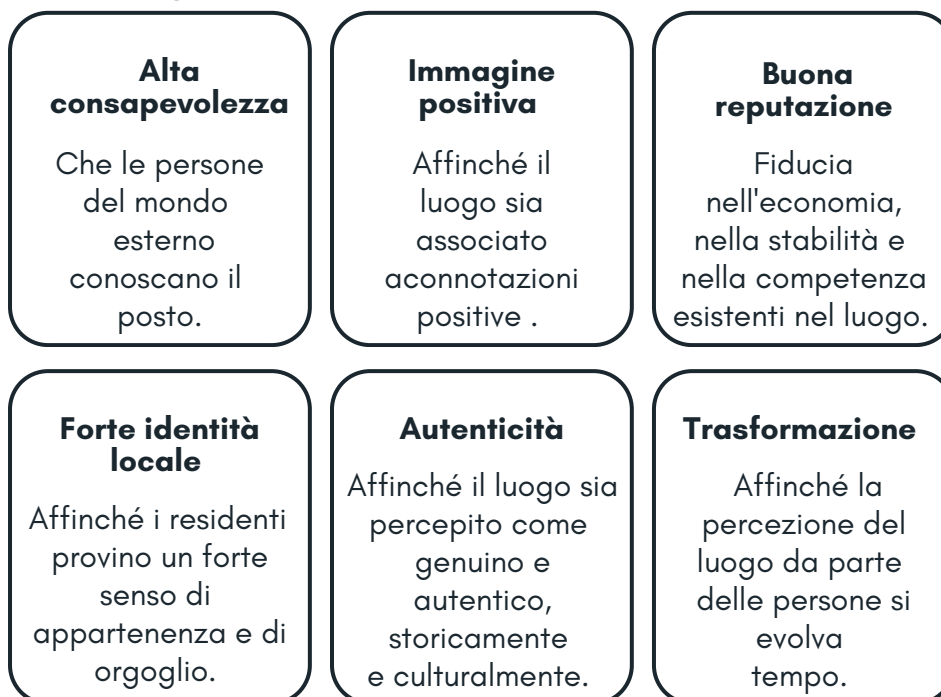 Alta
consapevolezza
Che le persone
del mondo
esterno
conoscano il
posto.
Immagine
positiva
Affinché il
luogo sia
associato
aconnotazioni
positive .
Buona
reputazione
Fiducia
nell'economia,
nella stabilità e
nella competenza
esistenti nel luogo.
Forte identità
locale
Affinché i residenti
provino un forte
senso di
appartenenza e di
orgoglio.
Autenticità
Affinché il luogo sia
percepito come
genuino e
autentico,
storicamente
e culturalmente.
Trasformazione
Affinché la
percezione del
luogo da parte
delle persone si
evolva
tempo.